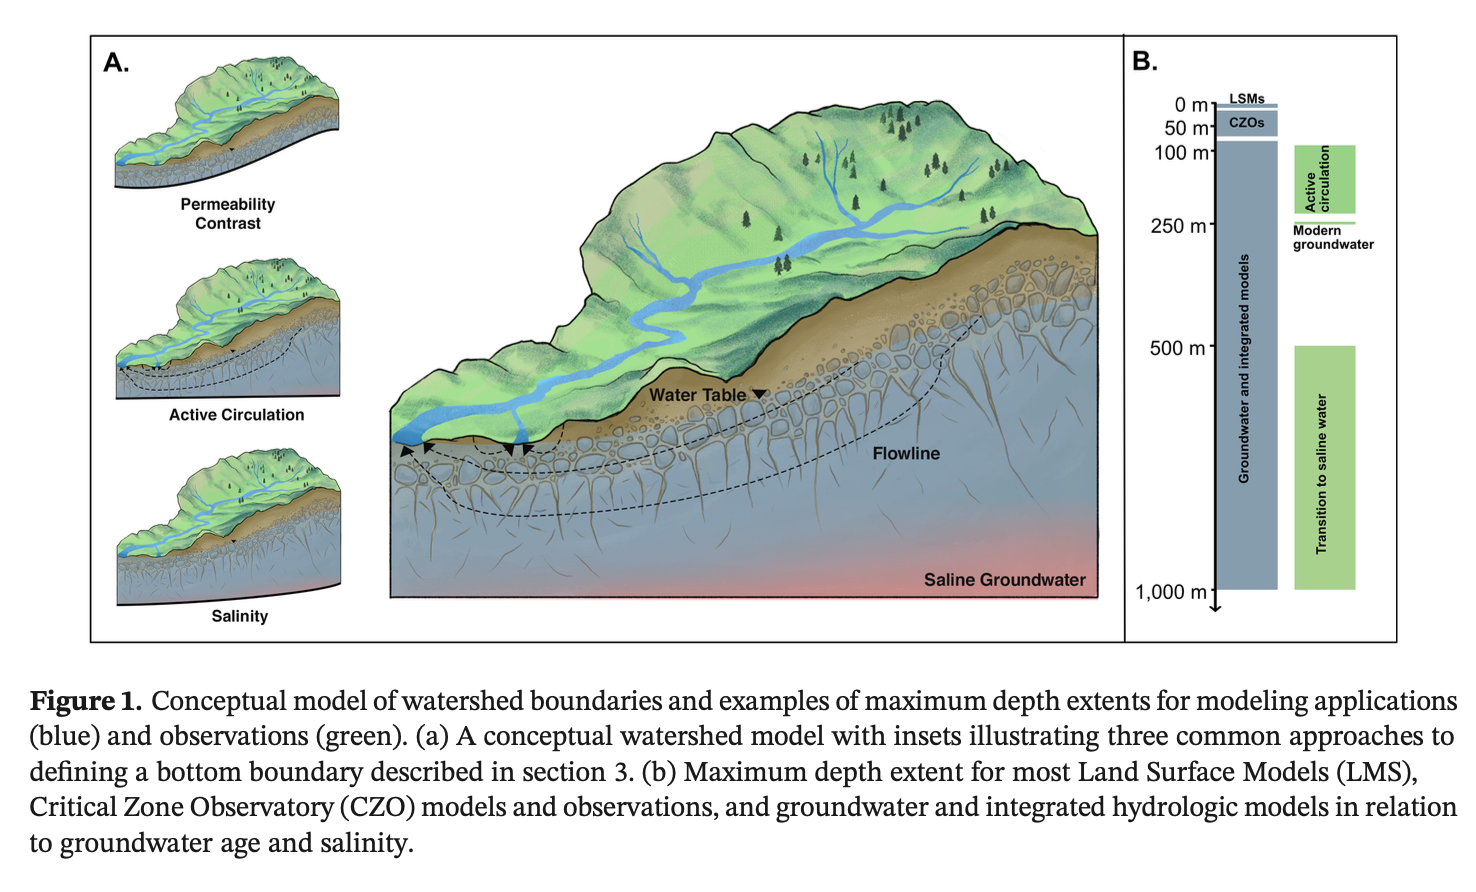 A.
Permeability
Contrast
Active Circulation
Salinity
Water Table
Flowline
Saline Groundwater
B.
LSMs
0 m
CZOs
50 m
100 m
Active
circulation
250 m
Modern
groundwater
Groundwater and integrated models
500 m
Transition to saline water
1,000 m
Figure 1. Conceptual model of watershed boundaries and examples of maximum depth extents for modeling applications
(blue) and observations (green). (a) A conceptual watershed model with insets illustrating three common approaches to
defining a bottom boundary described in section 3. (b) Maximum depth extent for most Land Surface Models (LMS),
Critical Zone Observatory (CZO) models and observations, and groundwater and integrated hydrologic models in relation
to groundwater age and salinity.